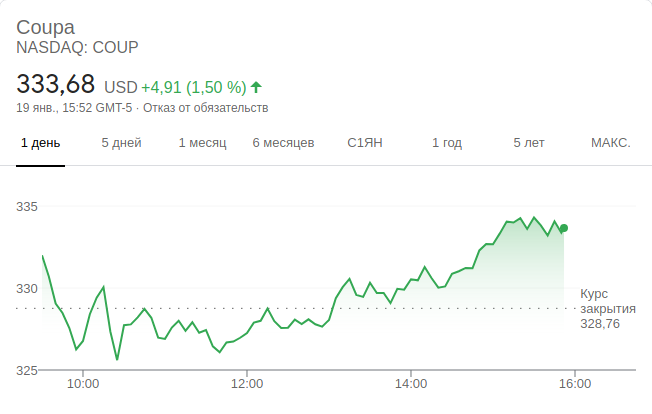 Coupa
NASDAQ: COUP
333,68 USD +4,91 (1,50 %)
19 янв., 15:52 GMT-5 · Отказ от обязательств
1 день 5 дней 1 месяц 6 месяцев С1ЯН 1 год 5 лет МАКС.
335
330
325
Курс
закрытия
328,76
10:00 12:00 14:00 16:00